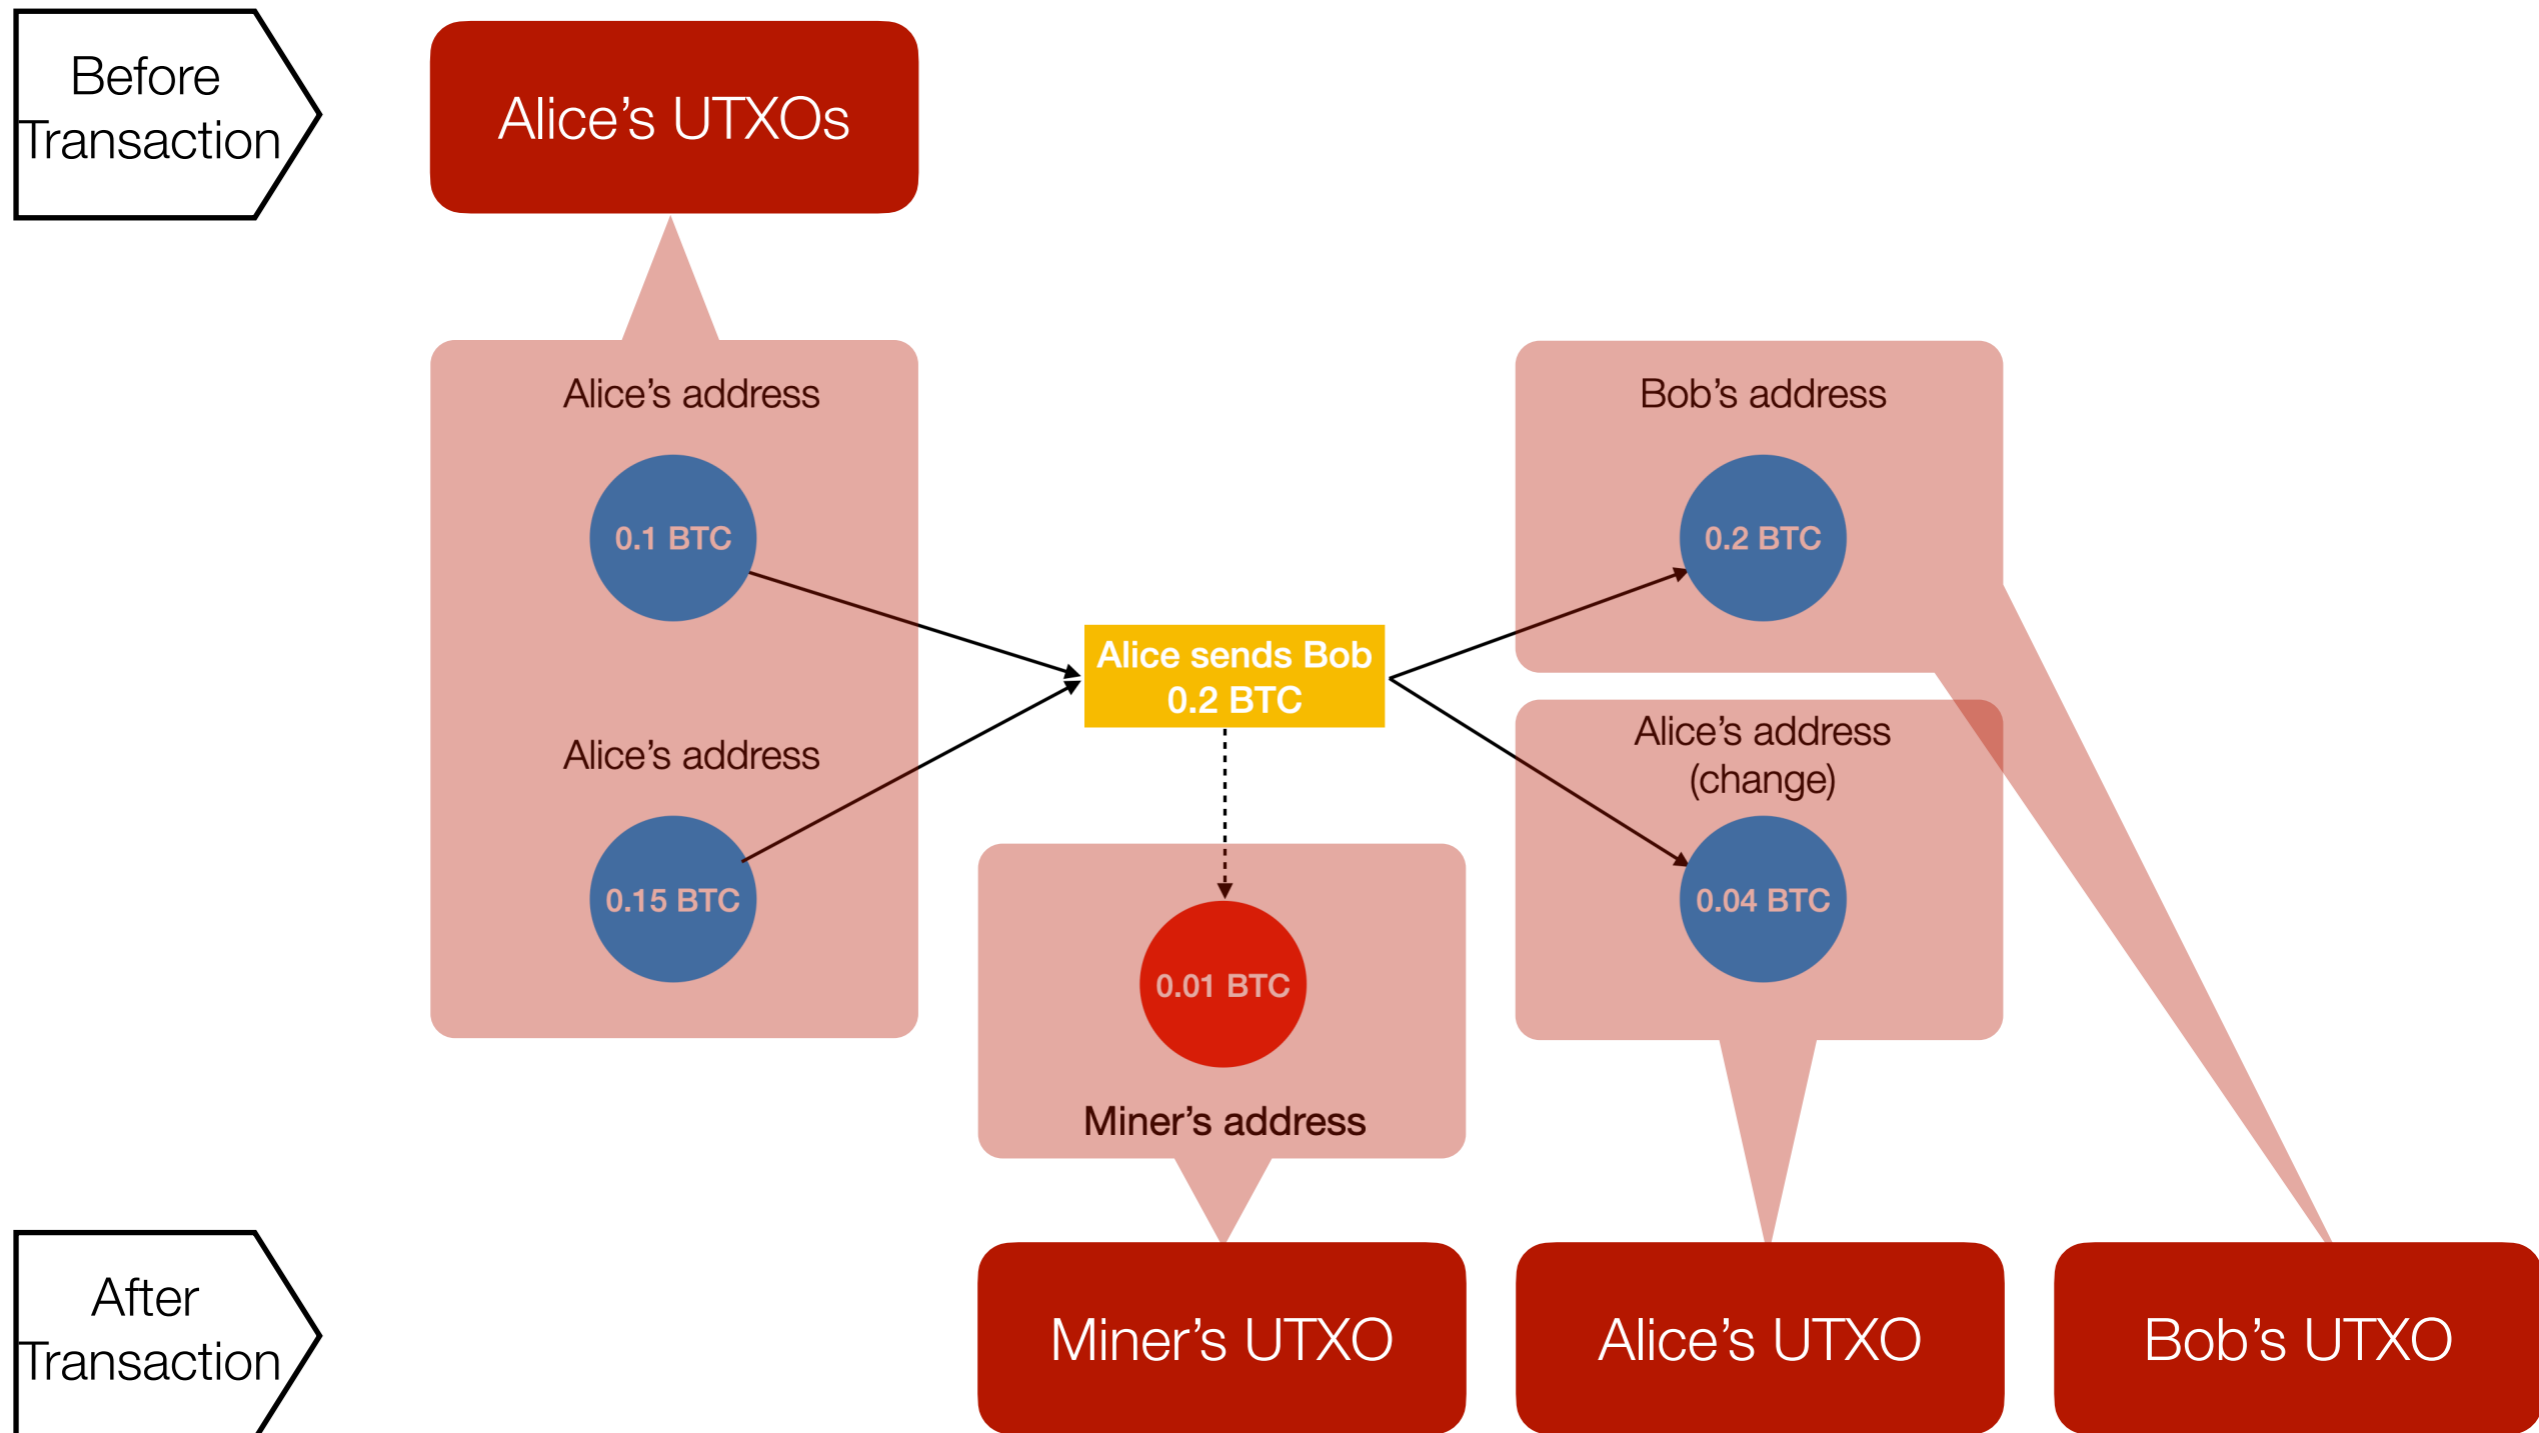 Before
Transaction
Alice’s UTXOs
Alice’s address
0.1 BTC
Alice’s address
0.15 BTC
Alice sends Bob
0.2 BTC
Bob’s address
0.2 BTC
Alice’s address
(change)
0.04 BTC
0.01 BTC
Miner’s address
After
Transaction
Miner’s UTXO
Alice’s UTXO
Bob’s UTXO